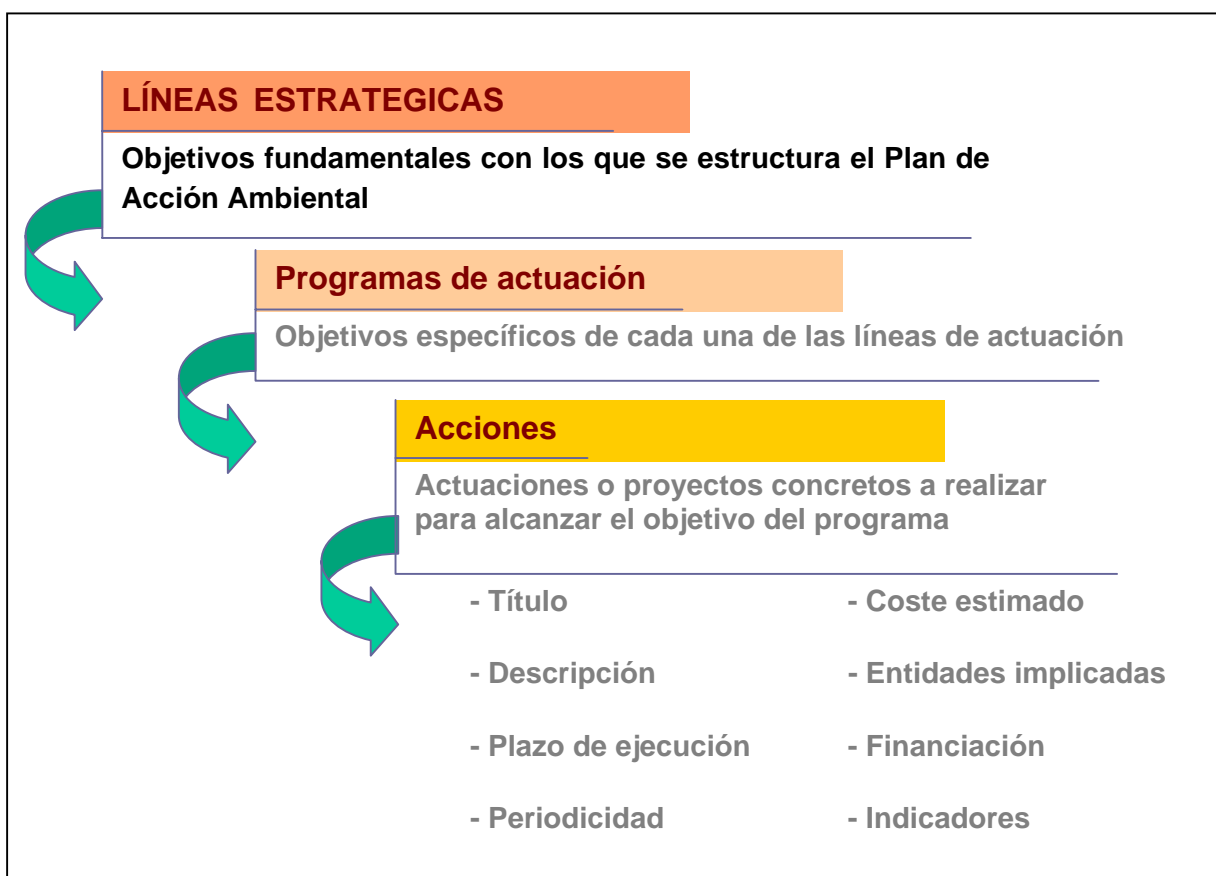 LÍNEAS ESTRATEGICAS
Objetivos fundamentales con los que se estructura el Plan de
Acción Ambiental
Programas de actuación
Objetivos específicos de cada una de las líneas de actuación
Acciones
Actuaciones o proyectos concretos a realizar
para alcanzar el objetivo del programa
- Título
- Coste estimado
- Descripción
- Entidades implicadas
- Plazo de ejecución
- Financiación
- Periodicidad
- Indicadores